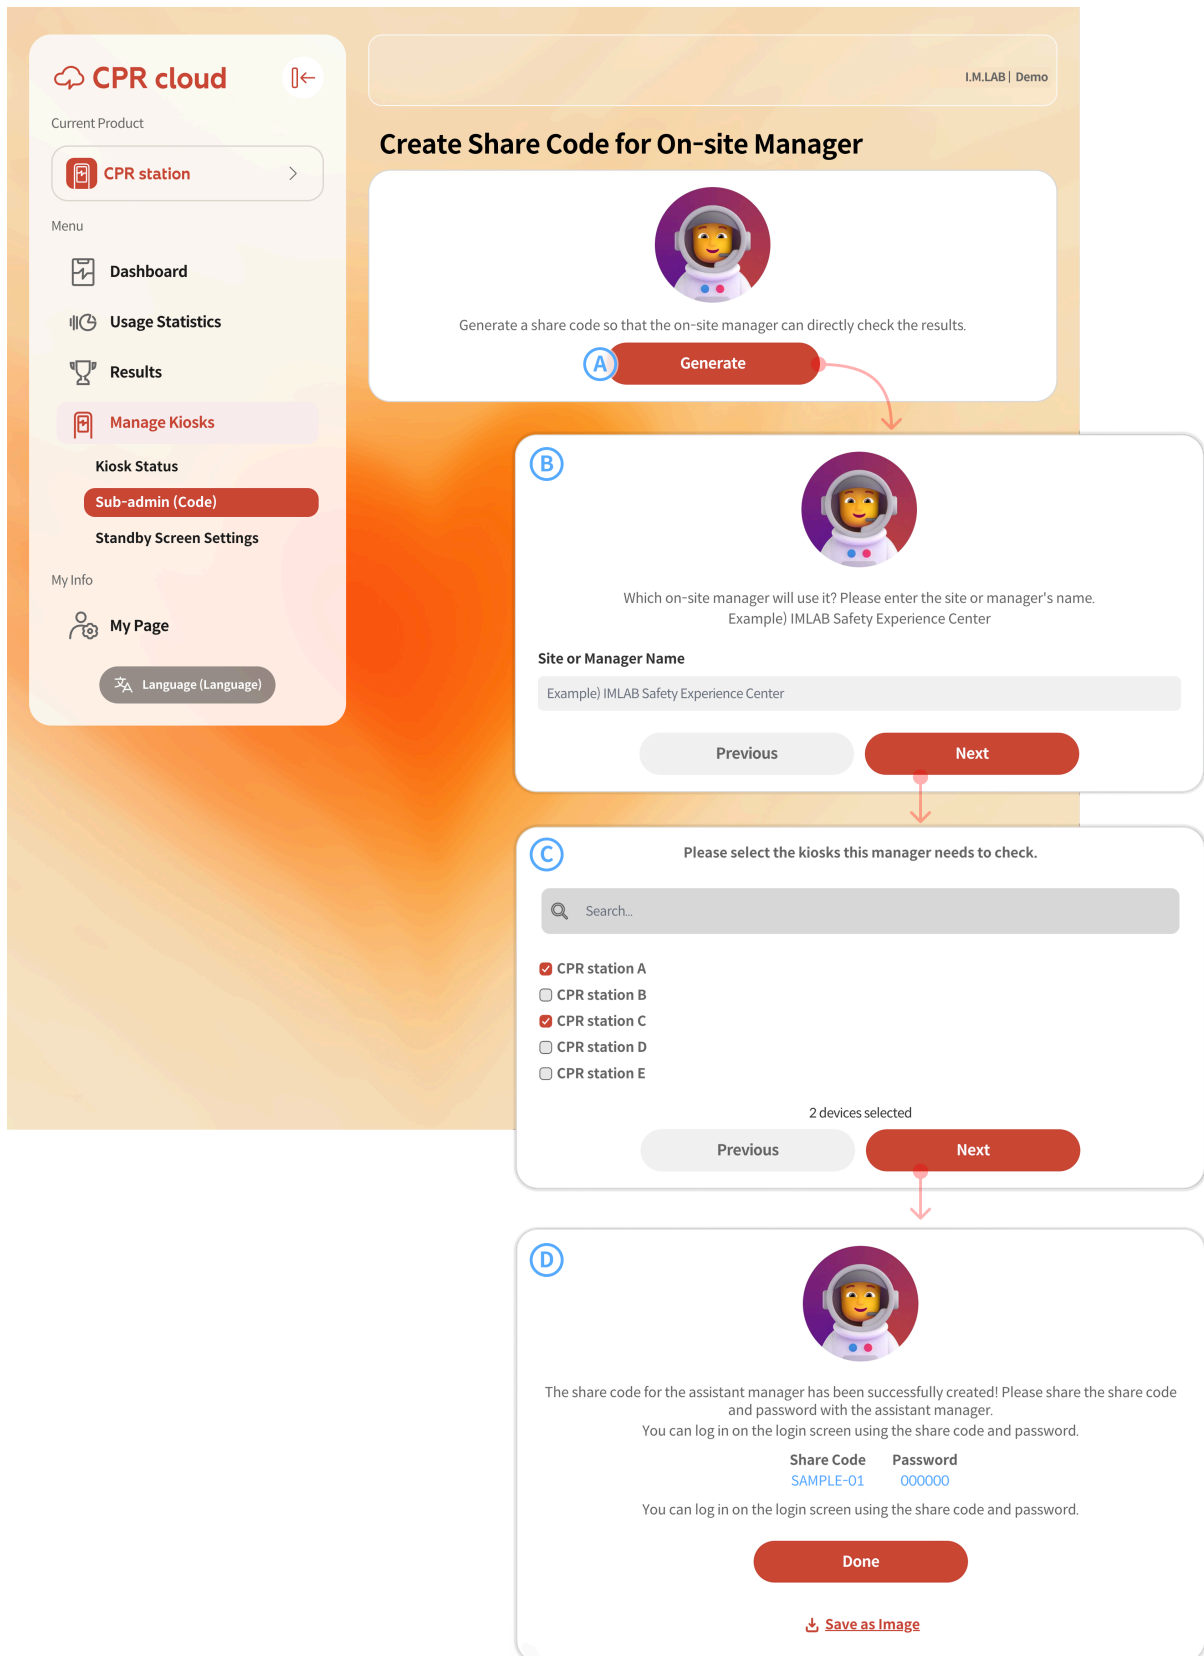 CPR cloud
Current Product
CPR station
Menu
Dashboard
Usage Statistics
Results
Manage Kiosks
Kiosk Status
Sub-admin (Code)
Standby Screen Settings
My Info
My Page
Language (Language)
I.M.LAB | Demo
Create Share Code for On-site Manager
Generate a share code so that the on-site manager can directly check the results.
A
Generate
B
Which on-site manager will use it? Please enter the site or manager's name.
Example) IMLAB Safety Experience Center
Site or Manager Name
Example) IMLAB Safety Experience Center
Previous
Next
C
Please select the kiosks this manager needs to check.
Search...
CPR station A
CPR station B
CPR station C
CPR station D
CPR station E
2 devices selected
Previous
Next
D
The share code for the assistant manager has been successfully created! Please share the share code
and password with the assistant manager.
You can log in on the login screen using the share code and password.
Share Code Password
SAMPLE-01 000000
You can log in on the login screen using the share code and password.
Done
Save as Image